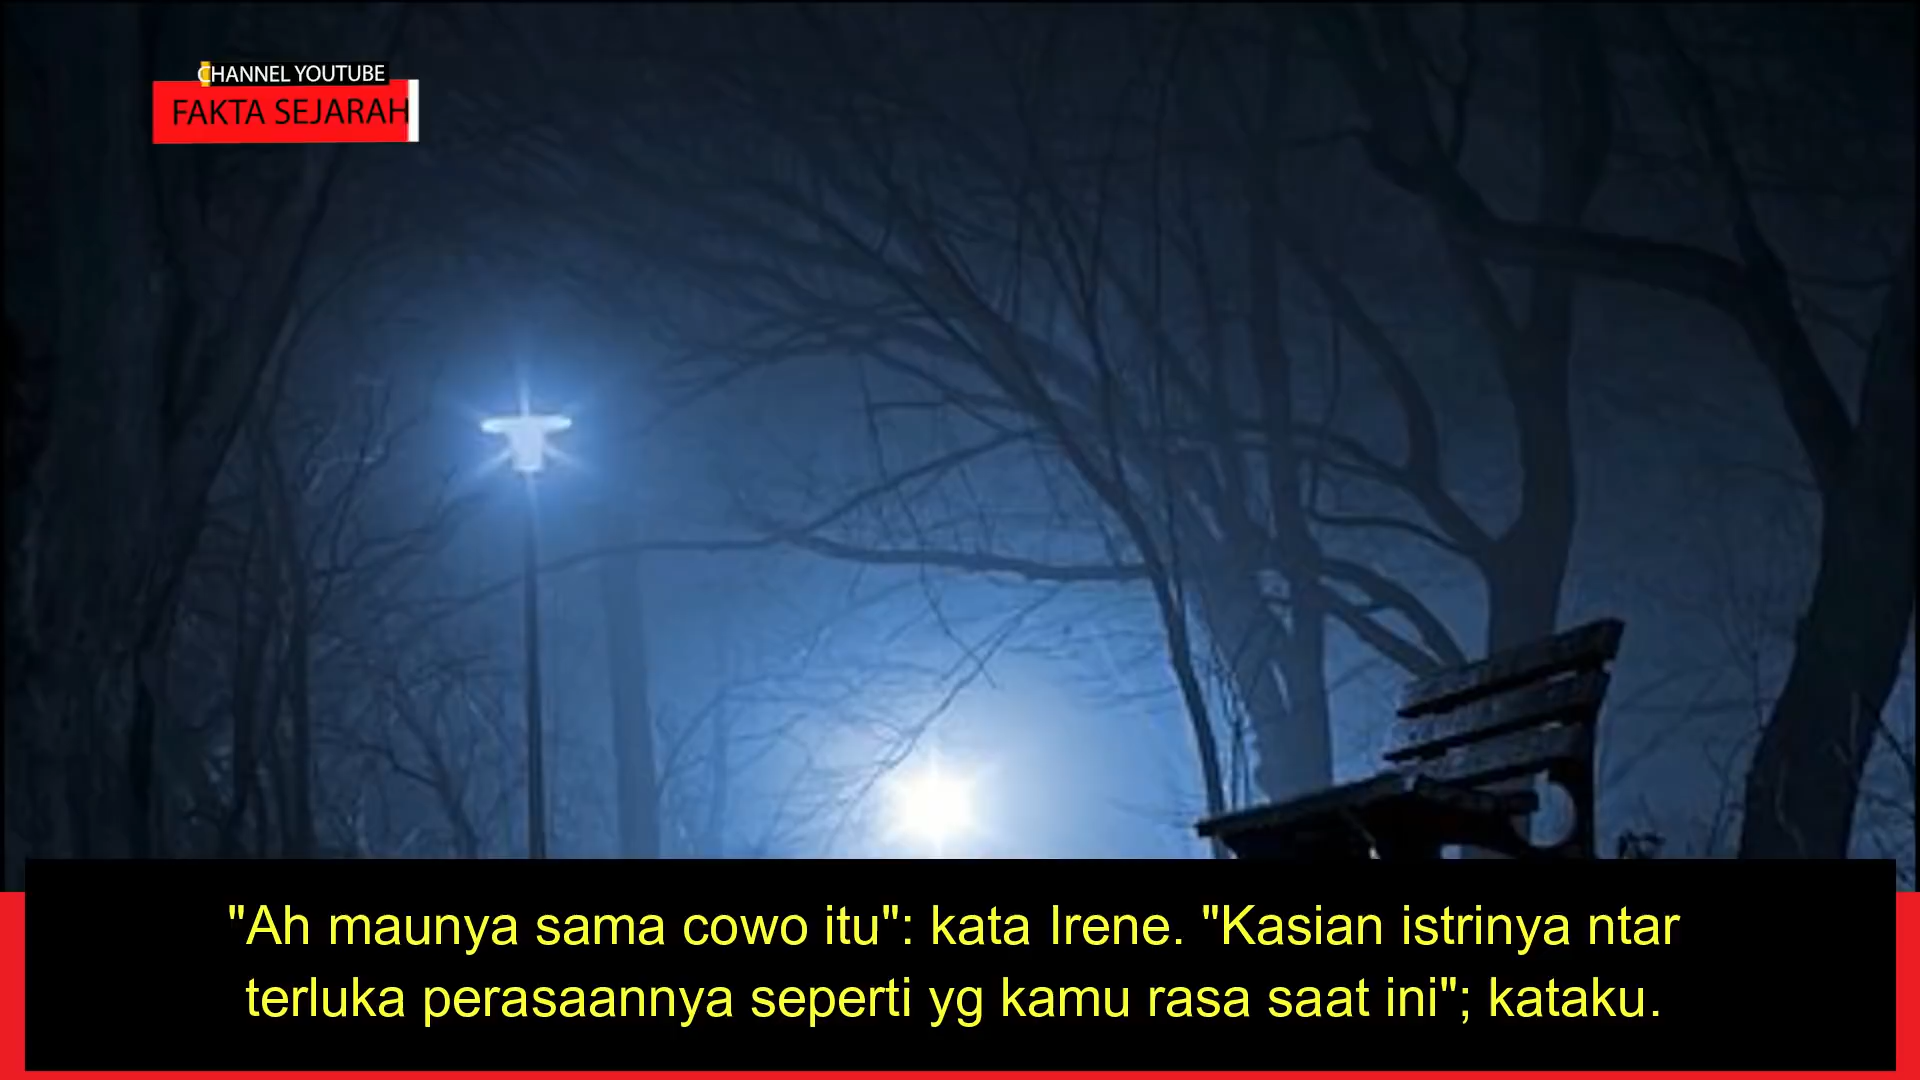 CHANNEL YOUTUBE
FAKTA SEJARAH
"Ah maunya sama cowo itu": kata Irene. "Kasian istrinya ntar
terluka perasaannya seperti yg kamu rasa saat ini"; kataku.